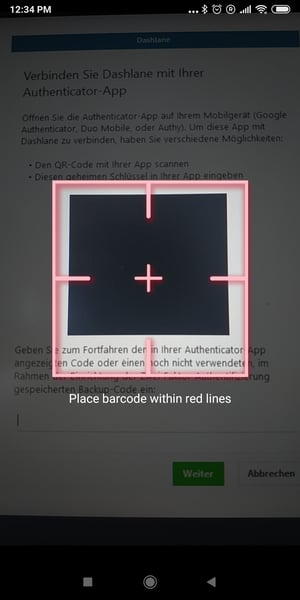 12:34 PM
Dashlane
Verbinden Sie Dashlane mit Ihrer
Authenticator-App
Öffnen Sie die Authenticator-App auf Ihrem Mobilgerät (Google
Authenticator, Duo Mobile, oder Authy). Um diese App mit
Dashlane zu verbinden, haben Sie verschiedene Möglichkeiten:
• Den QR-Code mit Ihrer App scannen
• Diesen geheimen Schlüssel in Ihrer App eingeben
Geben Sie zum Fortfahren den in Ihrer Authenticator-App
angezeigten Code oder einen noch nicht verwendeten, im
Rahmen der Einrichtung der Zwei-Faktor-Authentifizierung
gespeicherten Backup-Code ein:
Place barcode within red lines
Weiter
Abbrechen